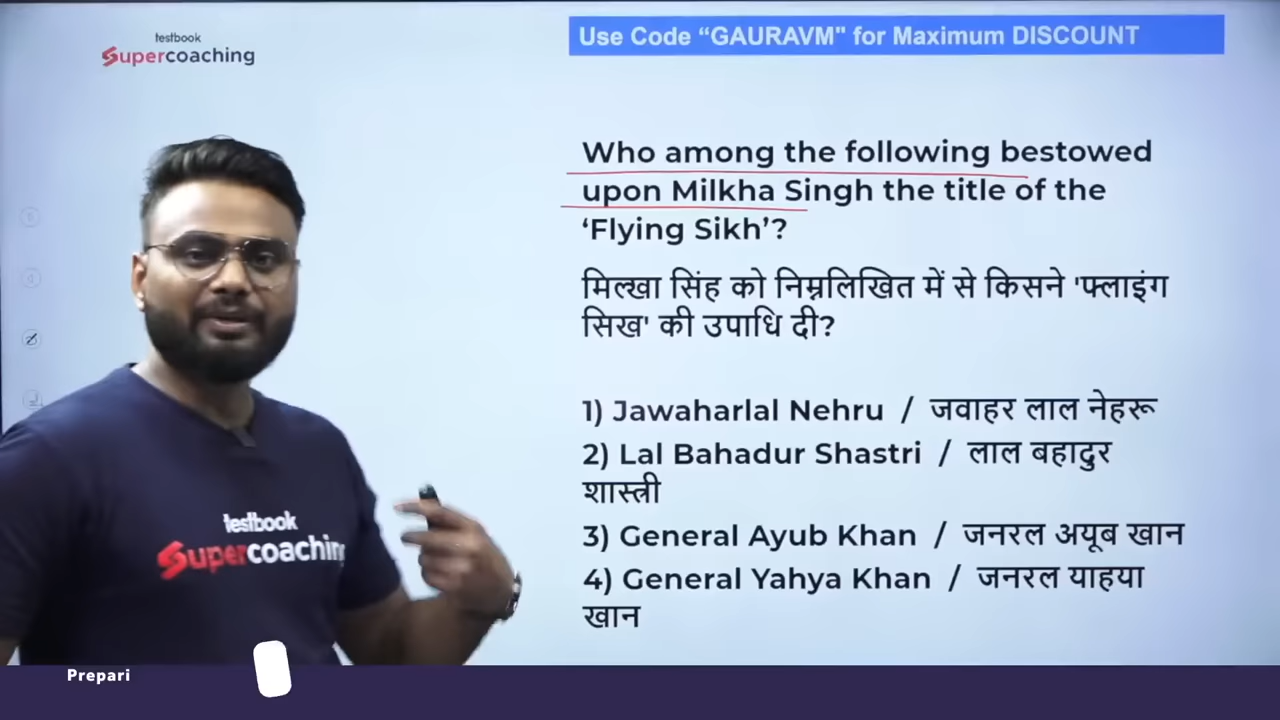 testbook
Supercoaching
Use Code “GAURAVM" for Maximum DISCOUNT
Who among the following bestowed
upon Milkha Singh the title of the
‘Flying Sikh’?
मिल्खा सिंह को निम्नलिखित में से किसने 'फ्लाइंग
सिख' की उपाधि दी?
1) Jawaharlal Nehru / जवाहर लाल नेहरू
2) Lal Bahadur Shastri / लाल बहादुर
शास्त्री
3) General Ayub Khan / जनरल अयूब खान
4) General Yahya Khan / जनरल याहया
खान
testbook
Supercoaching
Prepari